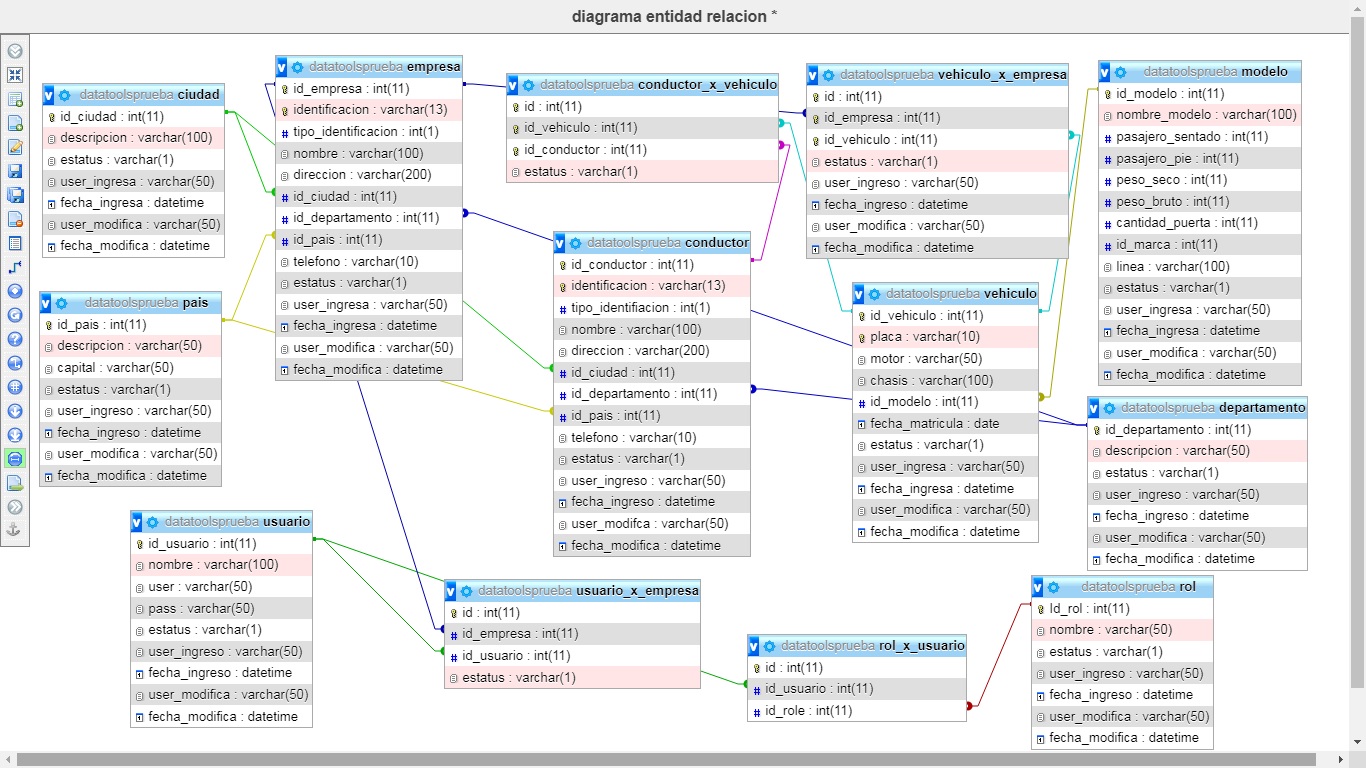 diagrama entidad relacion *
datatoolsprueba ciudad
id_ciudad : int(11)
descripcion : varchar(100)
estatus : varchar(1)
user_ingresa : varchar(50)
fecha_ingresa : datetime
user_modifica : varchar(50)
fecha_modifica : datetime
datatoolsprueba empresa
id_empresa : int(11)
identificacion : varchar(13)
tipo_identificacion : int(1)
nombre : varchar(100)
direccion : varchar(200)
id_ciudad : int(11)
id_departamento : int(11)
id_pais : int(11)
telefono : varchar(10)
estatus : varchar(1)
user_ingresa : varchar(50)
fecha_ingresa : datetime
user_modifica : varchar(50)
fecha_modifica : datetime
datatoolsprueba conductor_x_vehiculo
id : int(11)
id_vehiculo : int(11)
id_conductor : int(11)
estatus : varchar(1)
datatoolsprueba vehiculo_x_empresa
id : int(11)
id_empresa : int(11)
id_vehiculo : int(11)
estatus : varchar(1)
user_ingreso : varchar(50)
fecha_ingreso : datetime
user_modifica : varchar(50)
fecha_modifica : datetime
datatoolsprueba modelo
id_modelo : int(11)
nombre_modelo : varchar(100)
pasajero_sentado : int(11)
pasajero_pie : int(11)
peso_seco : int(11)
peso_bruto : int(11)
cantidad_puerta : int(11)
id_marca : int(11)
linea : varchar(100)
estatus : varchar(1)
user_ingresa : varchar(50)
fecha_ingresa : datetime
user_modifica : varchar(50)
fecha_modifica : datetime
datatoolsprueba pais
id_pais : int(11)
descripcion : varchar(50)
capital : varchar(50)
estatus : varchar(1)
user_ingreso : varchar(50)
fecha_ingreso : datetime
user_modifica : varchar(50)
fecha_modifica : datetime
datatoolsprueba conductor
id_conductor : int(11)
identificacion : varchar(13)
tipo_identifiacion : int(1)
nombre : varchar(100)
direccion : varchar(200)
id_ciudad : int(11)
id_departamento : int(11)
id_pais : int(11)
telefono : varchar(10)
estatus : varchar(1)
user_ingreso : varchar(50)
fecha_ingreso : datetime
user_modifca : varchar(50)
fecha_modifica : datetime
datatoolsprueba vehiculo
id_vehiculo : int(11)
placa : varchar(10)
motor : varchar(50)
chasis : varchar(100)
id_modelo : int(11)
fecha_matricula : date
estatus : varchar(1)
user_ingresa : varchar(50)
fecha_ingresa : datetime
user_modifica : varchar(50)
fecha_modifica : datetime
datatoolsprueba departamento
id_departamento : int(11)
descripcion : varchar(50)
estatus : varchar(1)
user_ingreso : varchar(50)
fecha_ingreso : datetime
user_modifica : varchar(50)
fecha_modifica : datetime
datatoolsprueba usuario
id_usuario : int(11)
nombre : varchar(100)
user : varchar(50)
pass : varchar(50)
estatus : varchar(1)
user_ingreso : varchar(50)
fecha_ingreso : datetime
user_modifica : varchar(50)
fecha_modifica : datetime
datatoolsprueba usuario_x_empresa
id : int(11)
id_empresa : int(11)
id_usuario : int(11)
estatus : varchar(1)
datatoolsprueba rol_x_usuario
id : int(11)
id_usuario : int(11)
id_role : int(11)
datatoolsprueba rol
Id_rol : int(11)
nombre : varchar(50)
estatus : varchar(1)
user_ingreso : varchar(50)
fecha_ingreso : datetime
user_modifica : varchar(50)
fecha_modifica : datetime